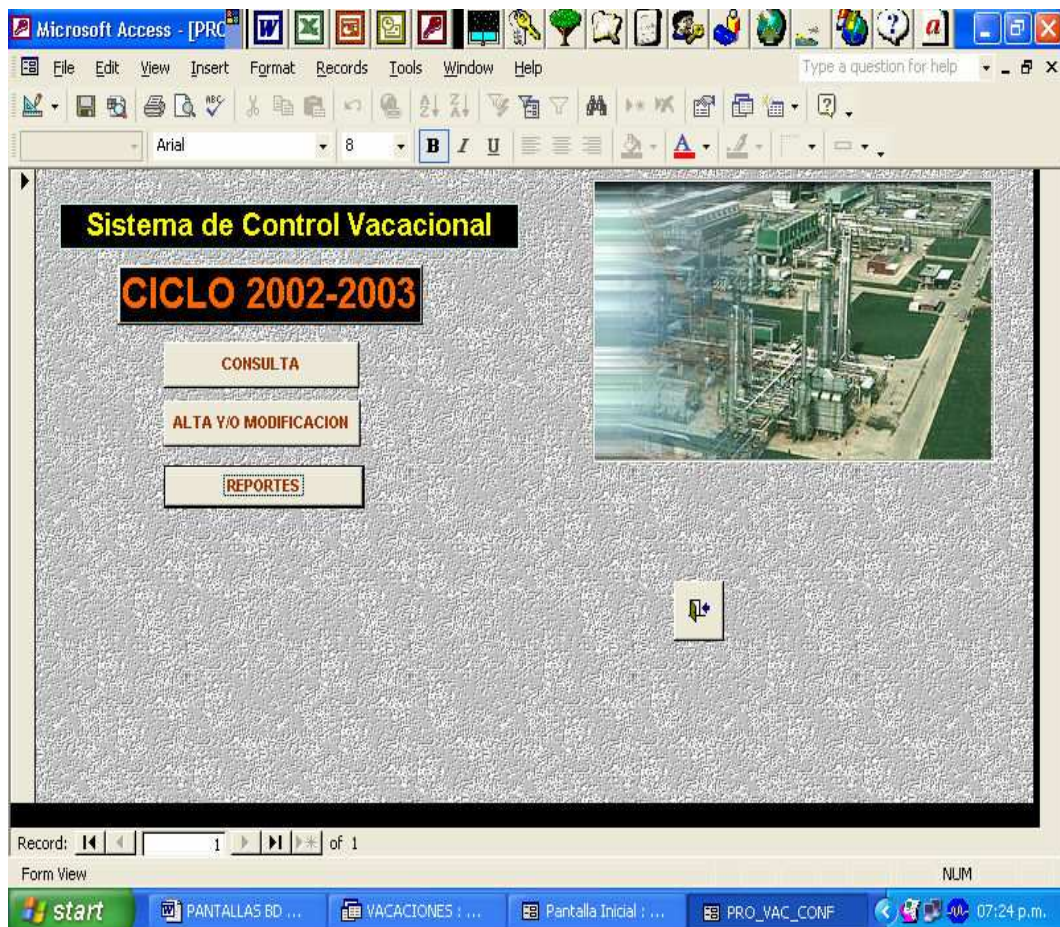 Microsoft Access - [PRO
File Edit View Insert Format Records Tools Window Help
Type a question for help
Arial
8
B I U
Sistema de Control Vacacional
CICLO 2002-2003
CONSULTA
ALTA Y/O MODIFICACION
REPORTES
Record: 1 of 1
Form View
NUM
start
PANTALLAS BD ...
VACACIONES : ...
Pantalla Inicial : ...
PRO_VAC_CONF
07:24 p.m.